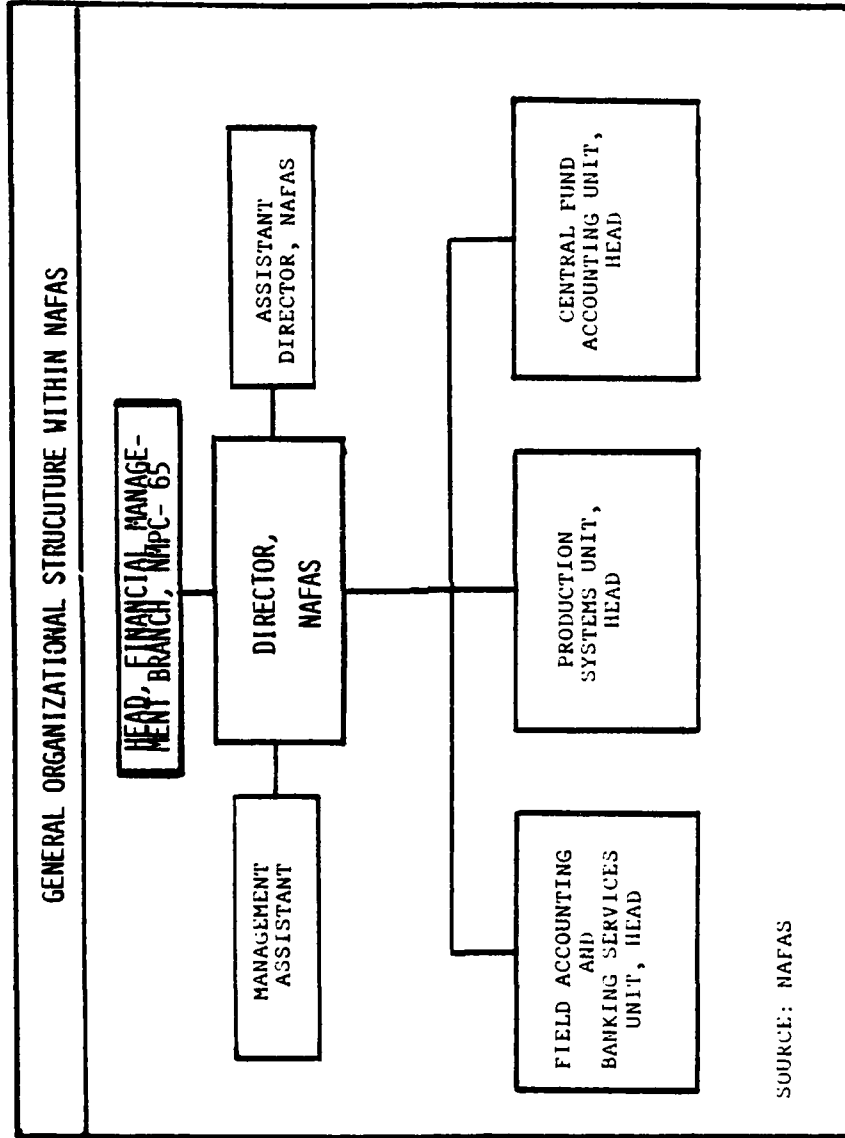 GENERAL ORGANIZATIONAL STRUCUTURE WITHIN NAFAS
HEAD, FINANCIAL MANAGE-
MENT BRANCH, NMPC- 65
MANAGEMENT
ASSISTANT
DIRECTOR,
NAFAS
ASSISTANT
DIRECTOR, NAFAS
FIELD ACCOUNTING
AND
BANKING SERVICES
UNIT, HEAD
PRODUCTION
SYSTEMS UNIT,
HEAD
CENTRAL FUND
ACCOUNTING UNIT,
HEAD
SOURCE: NAFAS